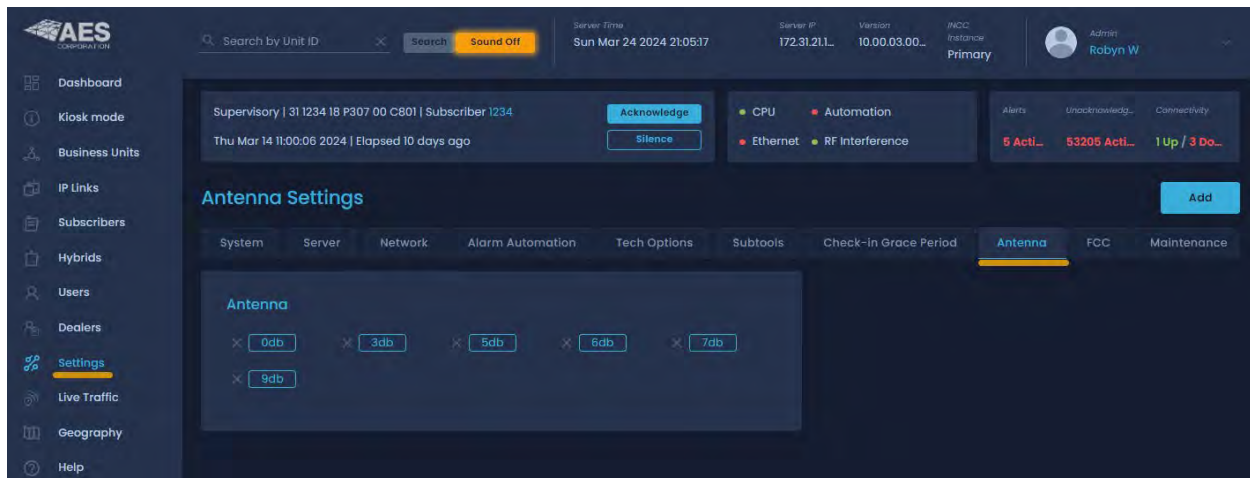 AES
CORPORATION
Search by Unit ID
Search
Sound Off
Server Time
Sun Mar 24 2024 21:05:17
Server IP
172.31.21.1...
Version
10.00.03.00...
INCC
Instance
Primary
Admin
Robyn W
Dashboard
Kiosk mode
Business Units
IP Links
Subscribers
Hybrids
Users
Dealers
Settings
Live Traffic
Geography
Help
Supervisory | 31 1234 18 P307 00 C801 | Subscriber 1234
Acknowledge
Thu Mar 14 11:00:06 2024 | Elapsed 10 days ago
Silence
CPU
Automation
Ethernet
RF Interference
Alerts
Unacknowledg...
Connectivity
5 Acti...
53205 Acti...
1 Up / 3 Do...
Antenna Settings
Add
System
Server
Network
Alarm Automation
Tech Options
Subtools
Check-in Grace Period
Antenna
FCC
Maintenance
Antenna
0db
3db
5db
6db
7db
9db